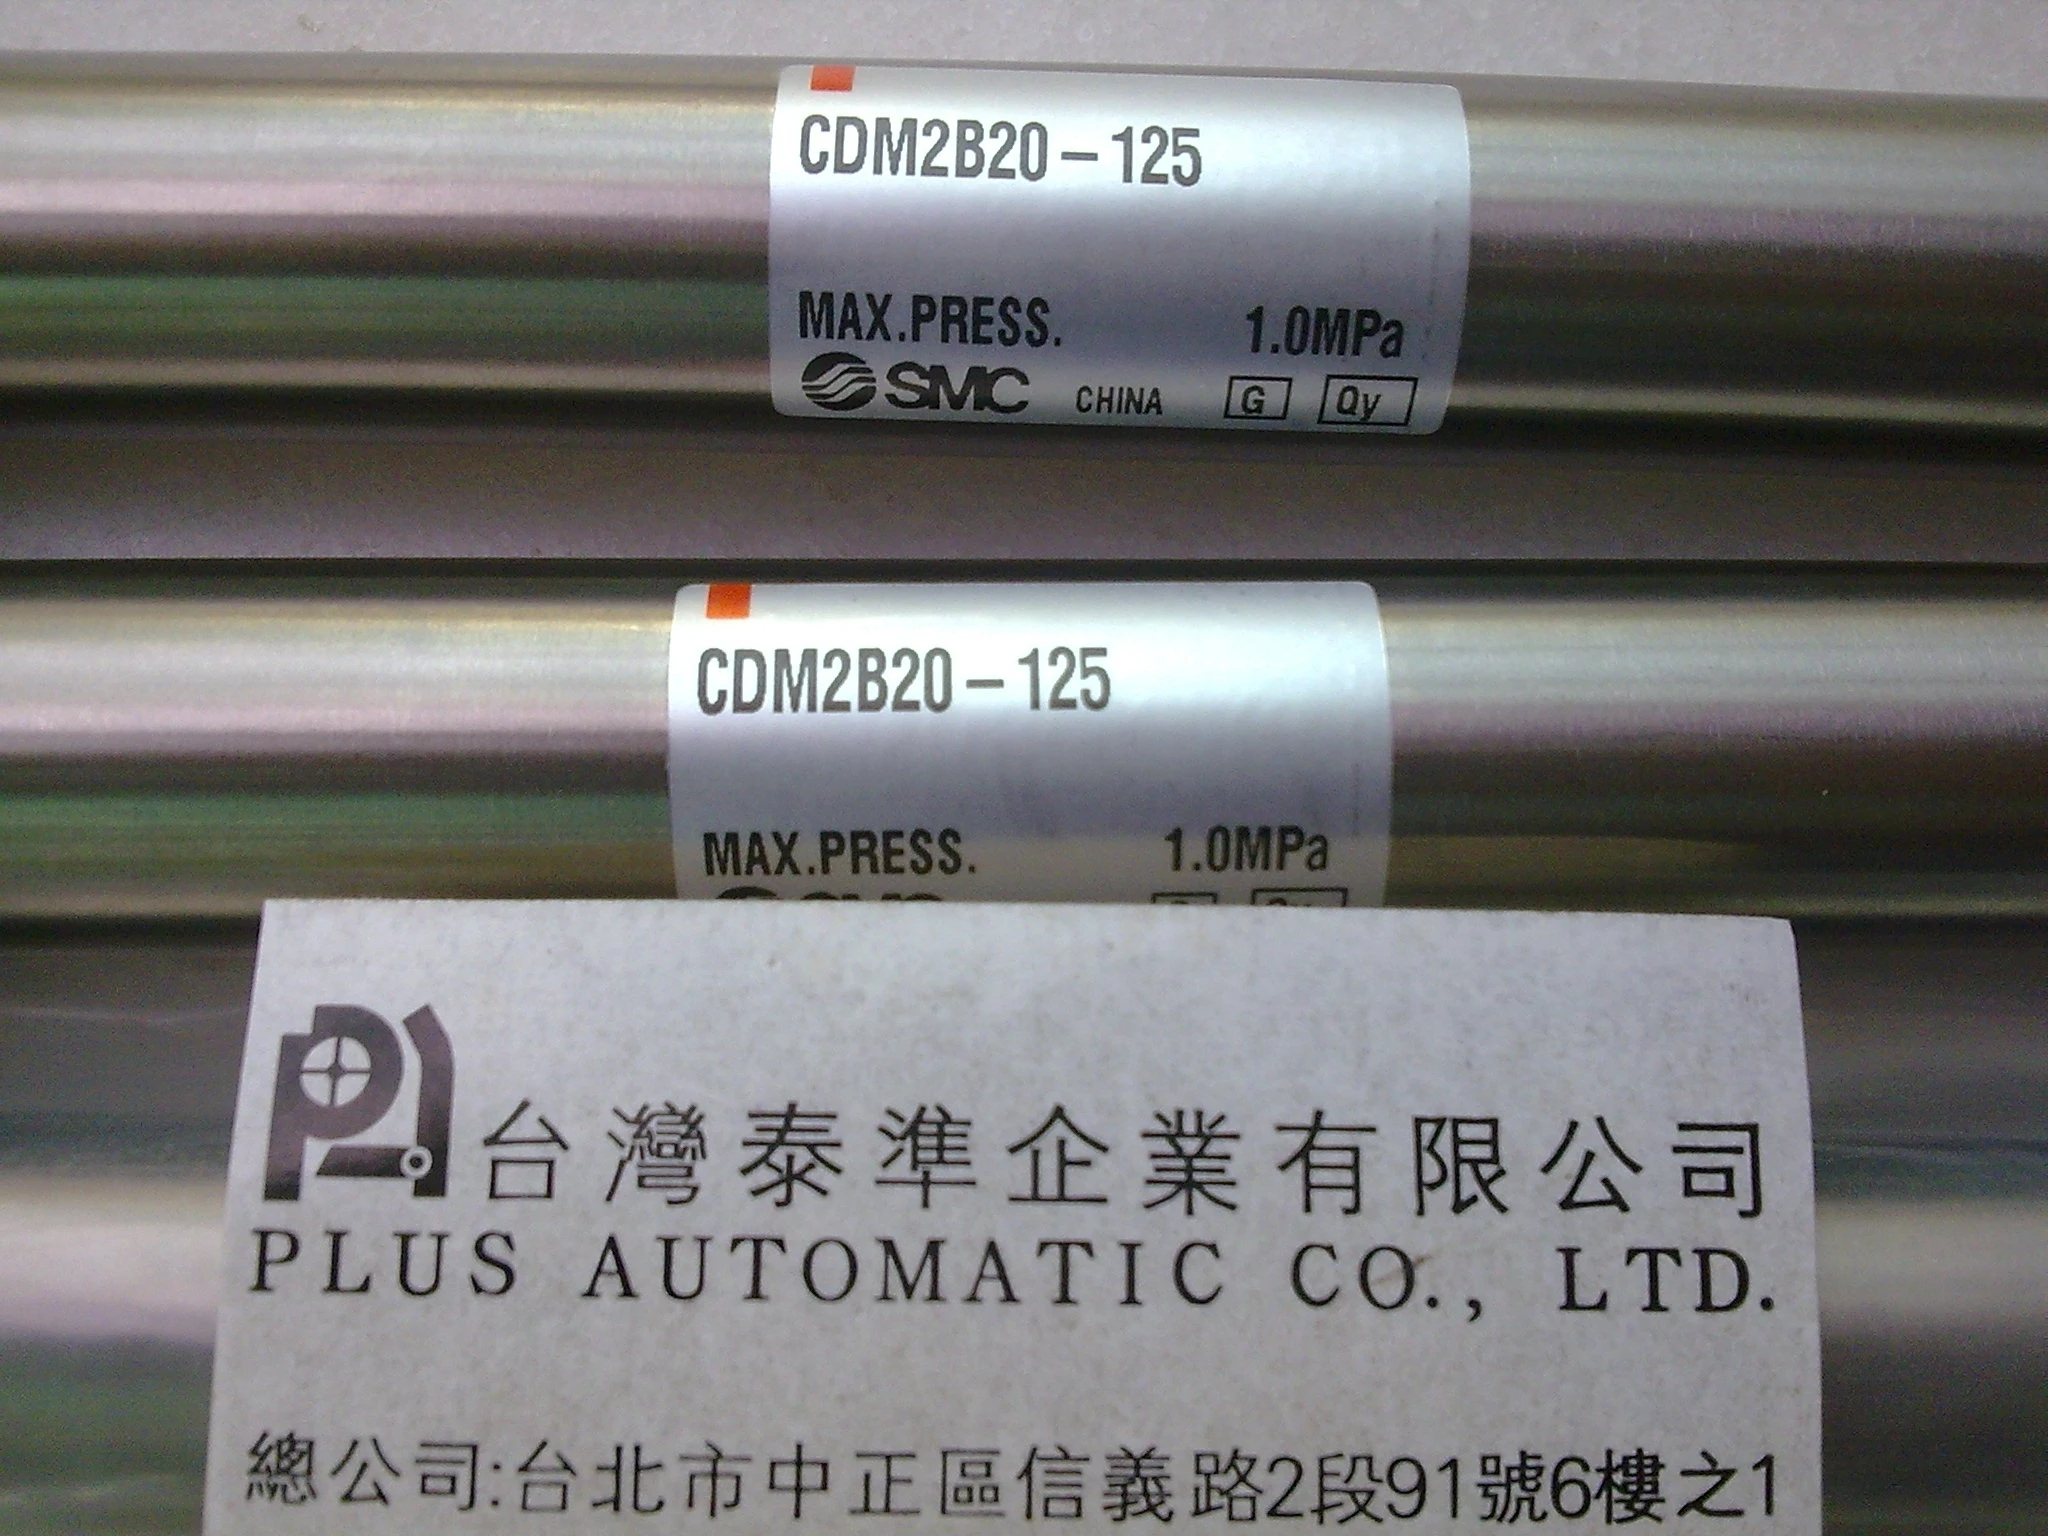 CDM2B20-125
MAX.PRESS. 1.0MPa
SMC CHINA G Qy
CDM2B20-125
MAX.PRESS. 1.0MPa
台灣泰準企業有限公司
PLUS AUTOMATIC CO., LTD.
總公司:台北市中正區信義路2段91號6樓之1